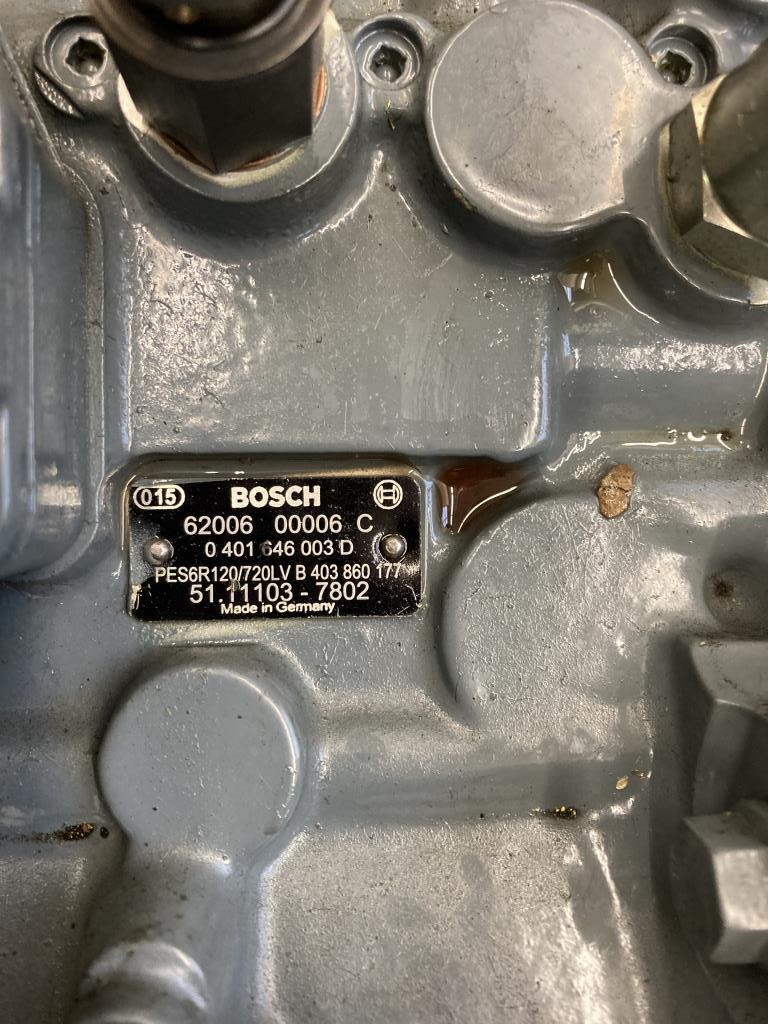 015 BOSCH
62006 00006 C
0 401 646 003 D
PES6R120/720LV B 403 860 177
51.11103 - 7802
Made in Germany